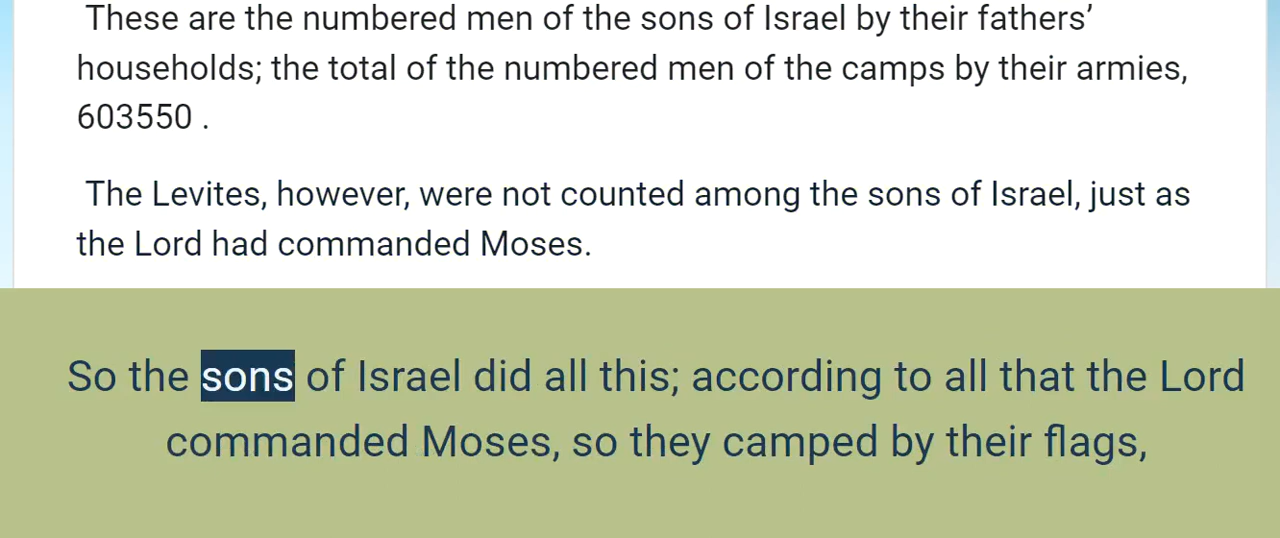 These are the numbered men of the sons of Israel by their fathers’
households; the total of the numbered men of the camps by their armies,
603550 .
The Levites, however, were not counted among the sons of Israel, just as
the Lord had commanded Moses.
So the sons of Israel did all this; according to all that the Lord
commanded Moses, so they camped by their flags,